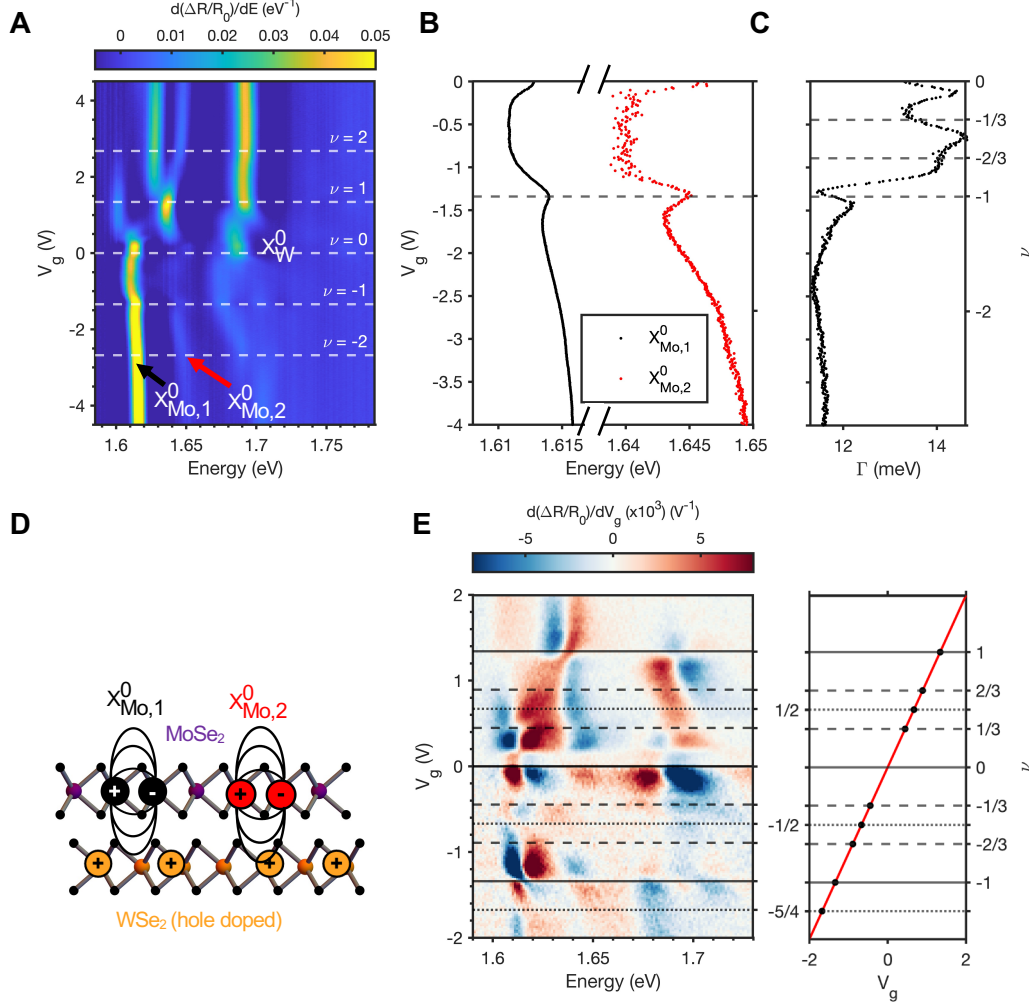 A
d(ΔR/R₀)/dE (eV⁻¹)
0 0.01 0.02 0.03 0.04 0.05
4
2
0
-2
-4
V_g (V)
ν = 2
ν = 1
ν = 0
ν = -1
ν = -2
X⁰_W
X⁰_Mo,1
X⁰_Mo,2
1.6 1.65 1.7 1.75
Energy (eV)
B
0
-0.5
-1
-1.5
-2
-2.5
-3
-3.5
-4
V_g (V)
X⁰_Mo,1
X⁰_Mo,2
1.61 1.615 1.64 1.645 1.65
Energy (eV)
C
0
-1/3
-2/3
-1
-2
ν
12 14
Γ (meV)
D
X⁰_Mo,1 X⁰_Mo,2
MoSe₂
+ - + -
+ + + +
WSe₂ (hole doped)
E
d(ΔR/R₀)/dV_g (x10³) (V⁻¹)
-5 0 5
2
1
0
-1
-2
V_g (V)
1.6 1.65 1.7
Energy (eV)
1/2
-1/2
-5/4
1
2/3
1/3
0
-1/3
-2/3
-1
ν
-2 0 2
V_g